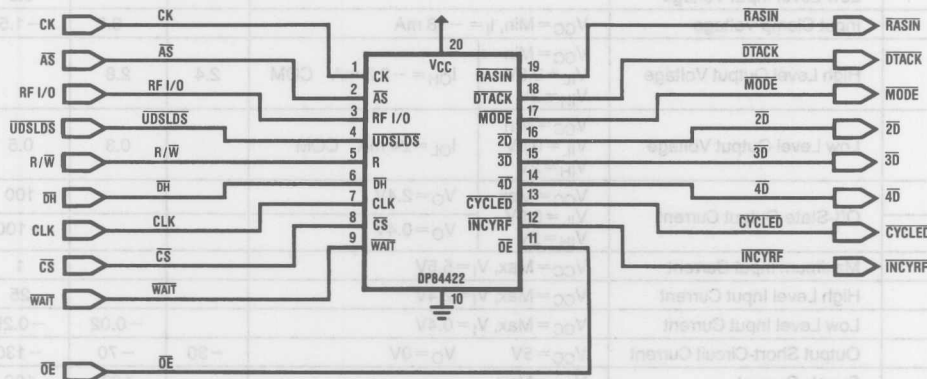 CK CK RASIN RASIN
20
VCC
AS AS 1 CK RASIN 19 DTACK DTACK
RF I/O RF I/O 2 AS DTACK 18 MODE MODE
3 RF I/O MODE 17
UDSLDS UDSLDS 4 UDSLDS 2D 16 2D 2D
R/W R/W 5 R 3D 15 3D 3D
DH DH 6 DH 4D 14 4D 4D
7 CLK CYCLED 13
CLK CLK 8 CS INCYRF 12 CYCLED CYCLED
CS CS 9 WAIT OE 11 INCYRF INCYRF
WAIT WAIT DP84422
10
OE OE